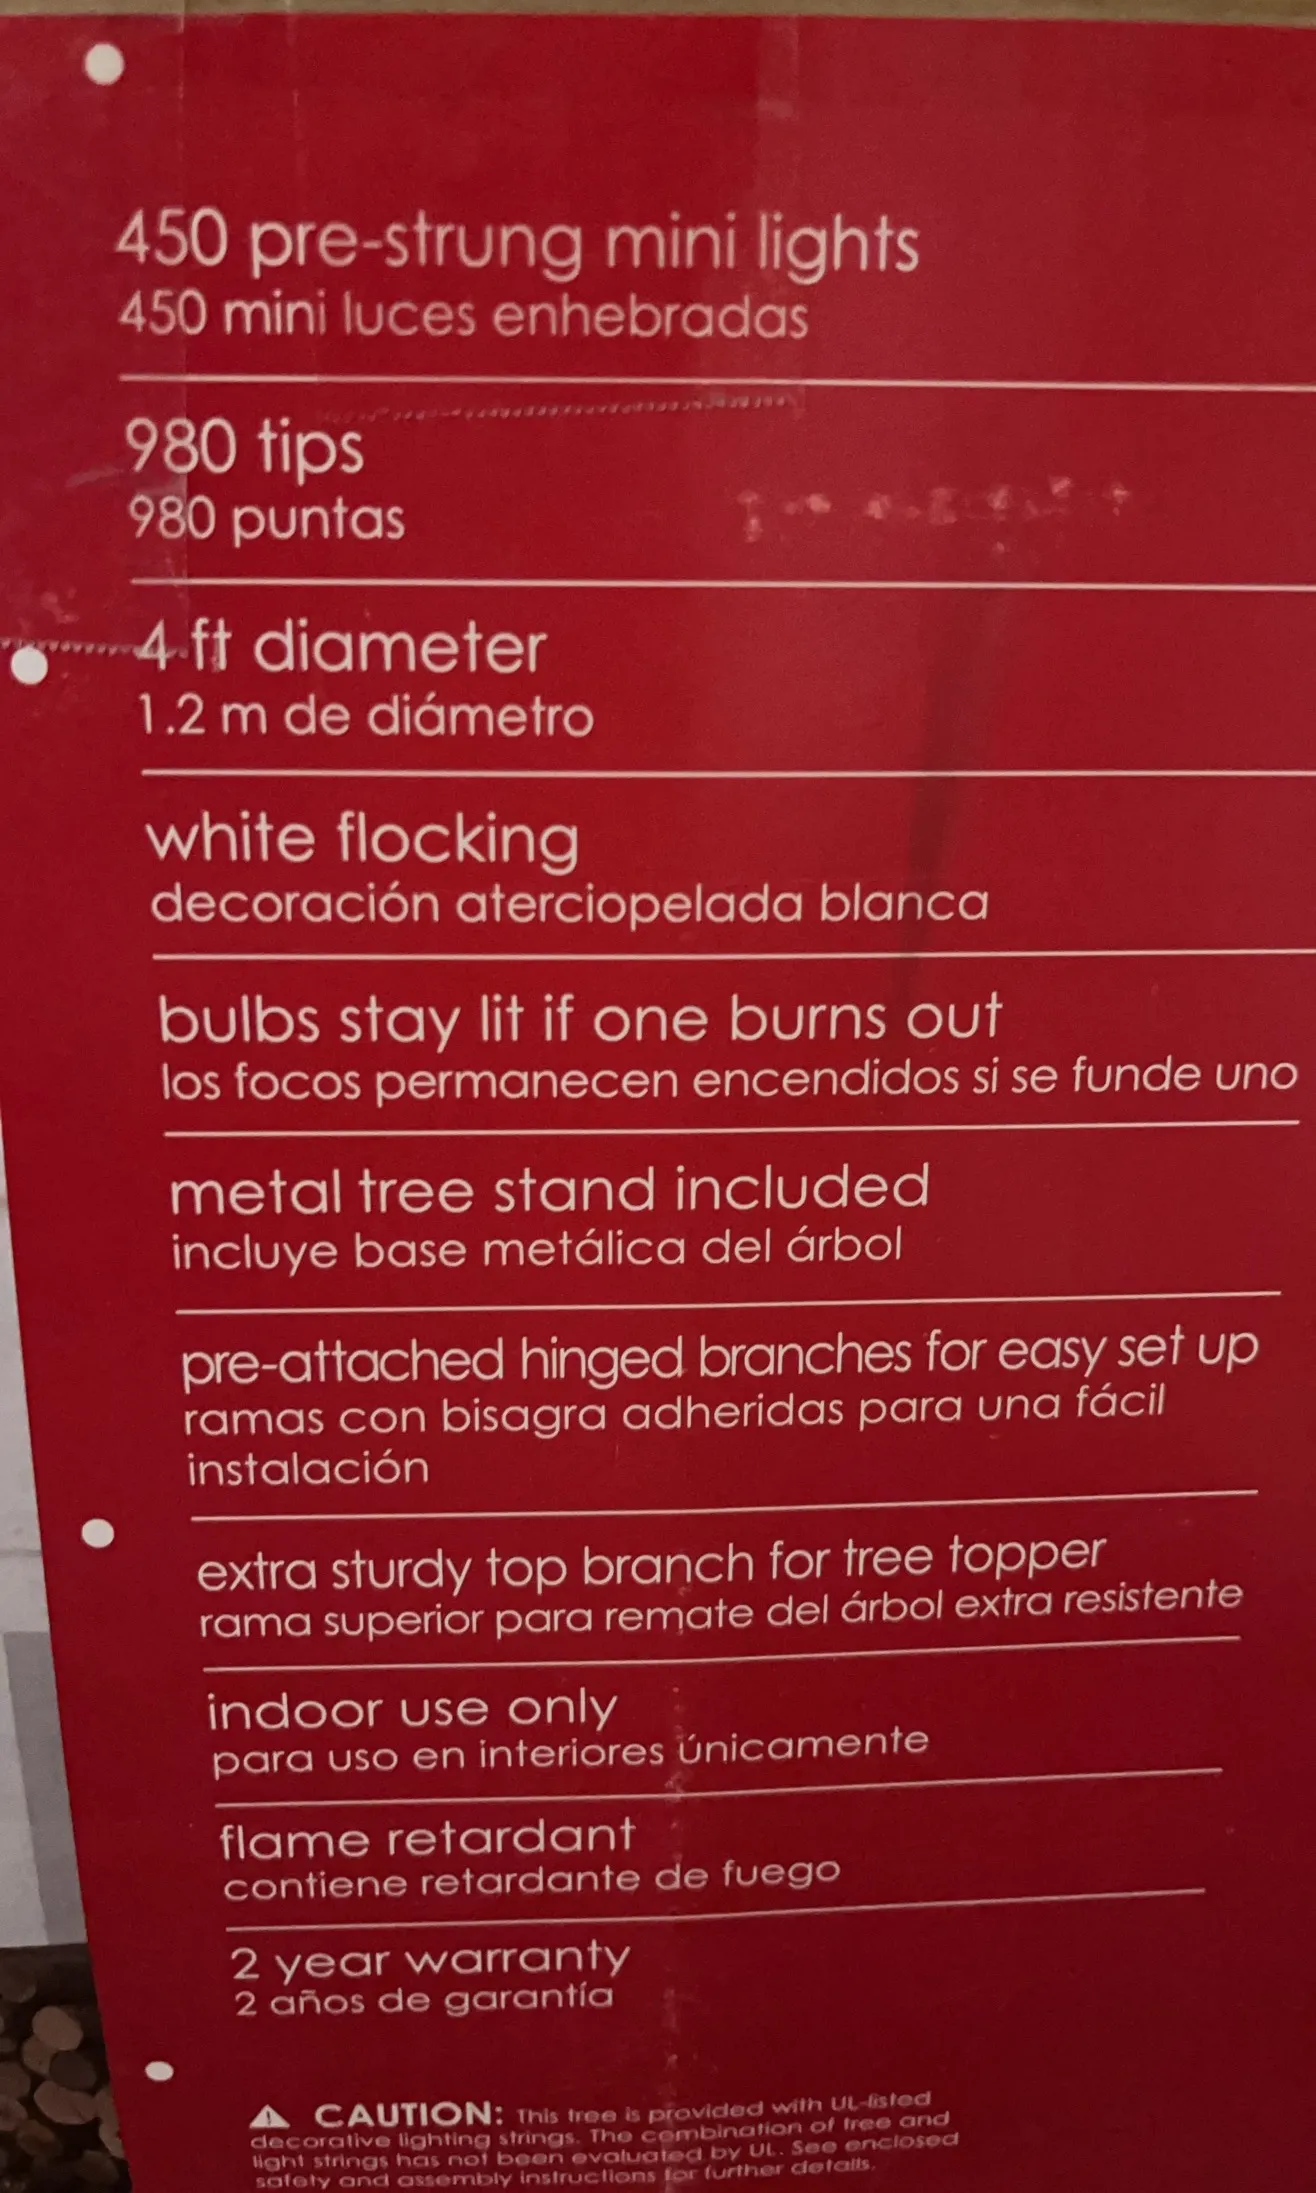 450 pre-strung mini lights
450 mini luces enhebradas
980 tips
980 puntas
4 ft diameter
1.2 m de diámetro
white flocking
decoración aterciopelada blanca
bulbs stay lit if one burns out
los focos permanecen encendidos si se funde uno
metal tree stand included
incluye base metálica del árbol
pre-attached hinged branches for easy set up
ramas con bisagra adheridas para una fácil
instalación
extra sturdy top branch for tree topper
rama superior para remate del árbol extra resistente
indoor use only
para uso en interiores únicamente
flame retardant
contiene retardante de fuego
2 year warranty
2 años de garantía
⚠ CAUTION: This tree is provided with UL-listed
decorative lighting strings. The combination of tree and
light strings has not been evaluated by UL. See enclosed
safety and assembly instructions for further details.